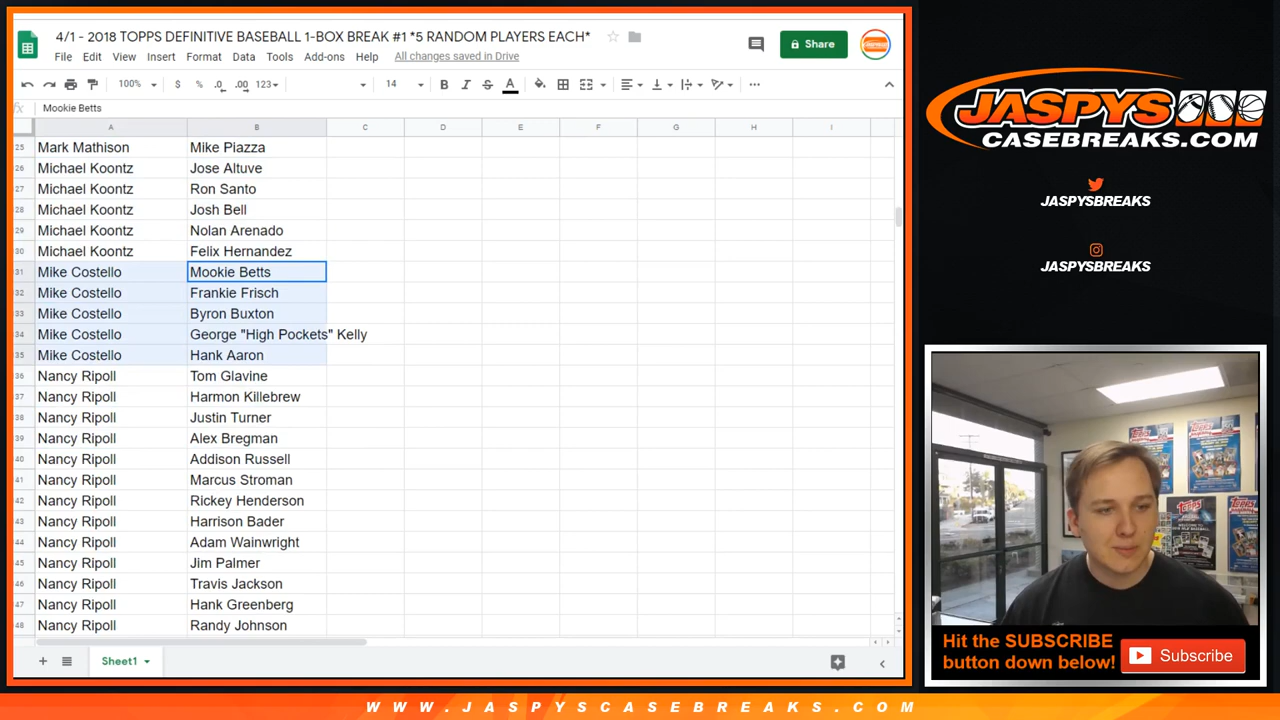 4/1 - 2018 TOPPS DEFINITIVE BASEBALL 1-BOX BREAK #1 *5 RANDOM PLAYERS EACH*
File Edit View Insert Format Data Tools Add-ons Help All changes saved in Drive
Share
100% $ % .0 .00 123 14 B I S A
fx Mookie Betts
A B C D E F G H I
25 Mark Mathison Mike Piazza
26 Michael Koontz Jose Altuve
27 Michael Koontz Ron Santo
28 Michael Koontz Josh Bell
29 Michael Koontz Nolan Arenado
30 Michael Koontz Felix Hernandez
31 Mike Costello Mookie Betts
32 Mike Costello Frankie Frisch
33 Mike Costello Byron Buxton
34 Mike Costello George "High Pockets" Kelly
35 Mike Costello Hank Aaron
36 Nancy Ripoll Tom Glavine
37 Nancy Ripoll Harmon Killebrew
38 Nancy Ripoll Justin Turner
39 Nancy Ripoll Alex Bregman
40 Nancy Ripoll Addison Russell
41 Nancy Ripoll Marcus Stroman
42 Nancy Ripoll Rickey Henderson
43 Nancy Ripoll Harrison Bader
44 Nancy Ripoll Adam Wainwright
45 Nancy Ripoll Jim Palmer
46 Nancy Ripoll Travis Jackson
47 Nancy Ripoll Hank Greenberg
48 Nancy Ripoll Randy Johnson
Sheet1
JASPYS
CASEBREAKS.COM
JASPYSBREAKS
JASPYSBREAKS
Hit the SUBSCRIBE
button down below!
Subscribe
WWW.JASPYSCASEBREAKS.COM